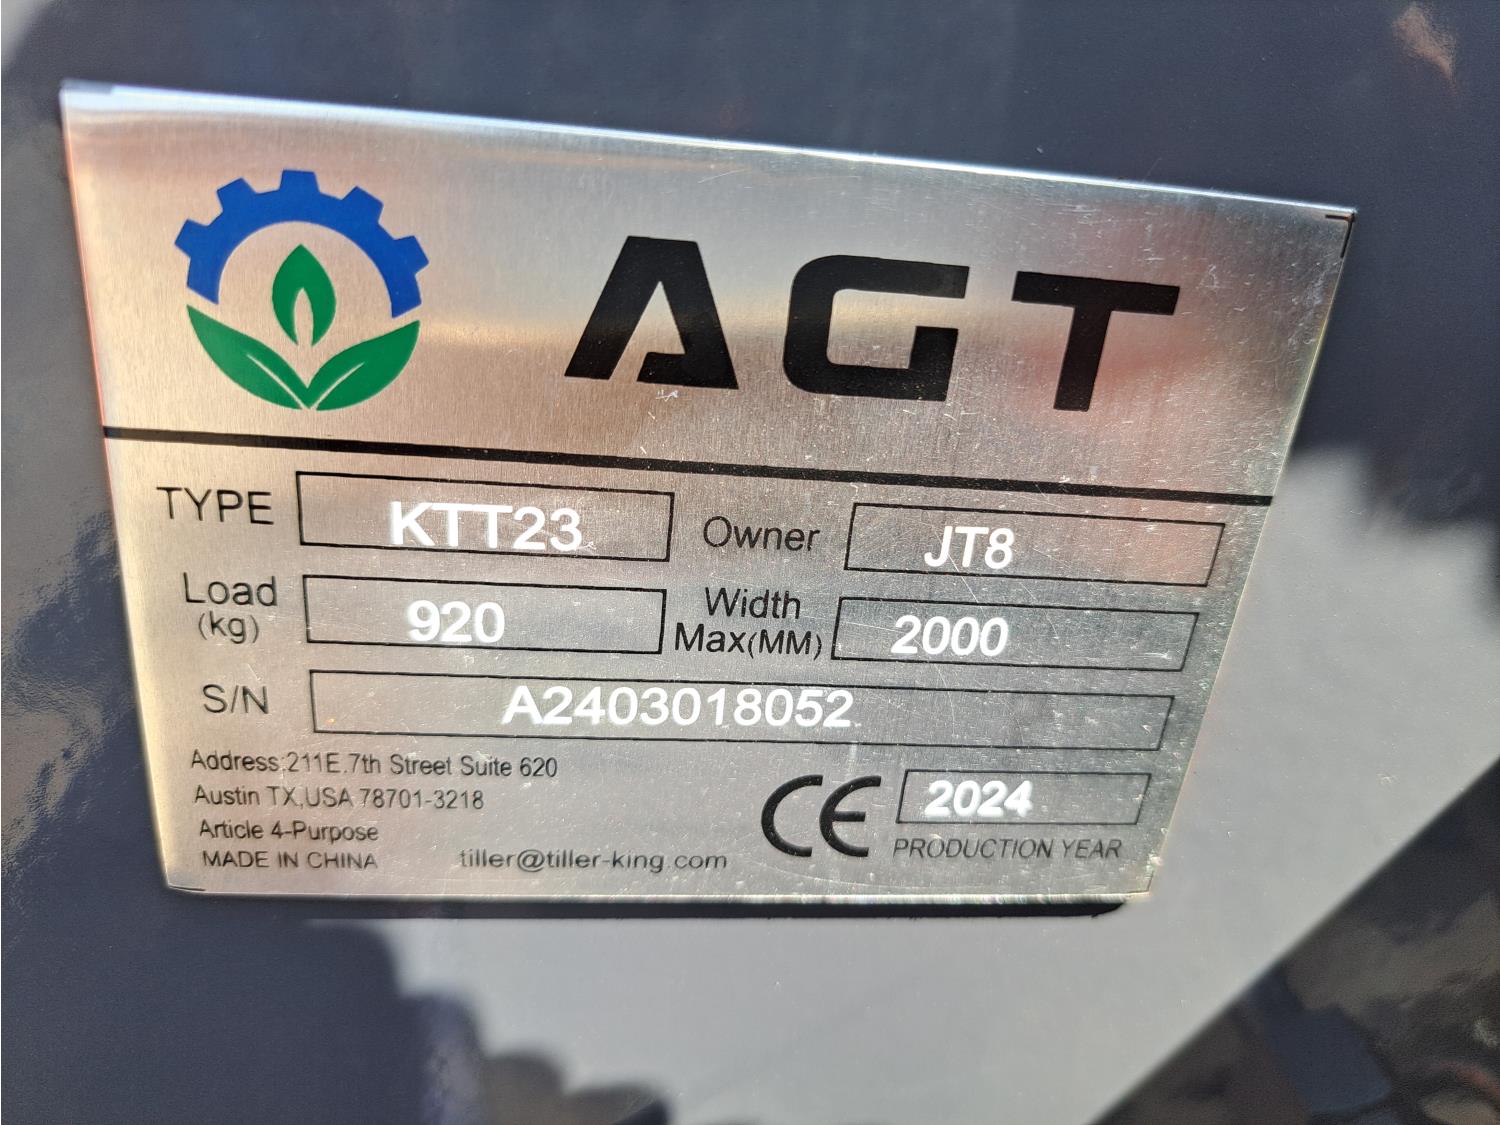 AGT
TYPE KTT23 Owner JT8
Load (kg) 920 Width Max(MM) 2000
S/N A2403018052
Address:211E.7th Street Suite 620
Austin TX,USA 78701-3218
Article 4-Purpose
MADE IN CHINA tiller@tiller-king.com
CE 2024
PRODUCTION YEAR